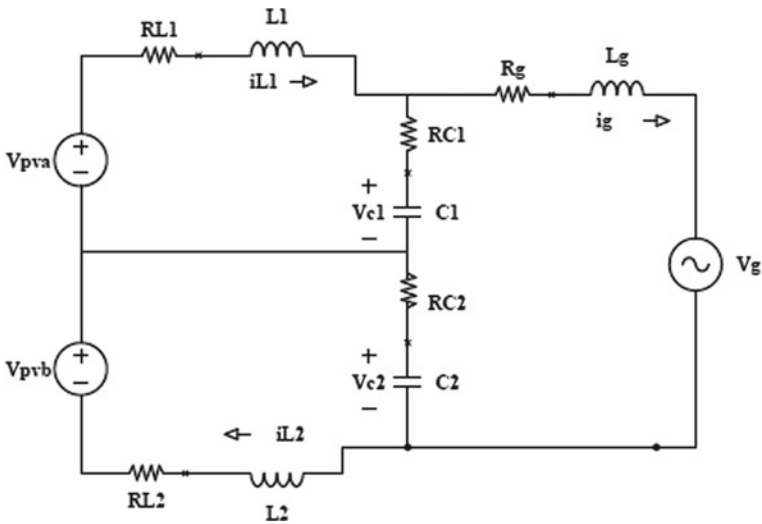 L1
RL1
iL1
Rg
Lg
ig
RC1
+
Vpva
+
−
+
Vc1
C1
−
Vg
RC2
+
Vpvb
+
−
Vc2
C2
−
iL2
RL2
L2